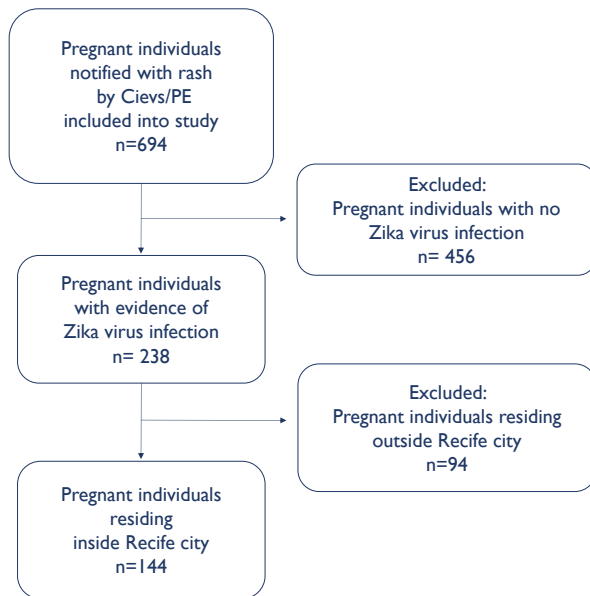 Pregnant individuals
notified with rash
by Cievs/PE
included into study
n=694
Excluded:
Pregnant individuals with no
Zika virus infection
n= 456
Pregnant individuals
with evidence of
Zika virus infection
n= 238
Excluded:
Pregnant individuals residing
outside Recife city
n=94
Pregnant individuals
residing
inside Recife city
n=144